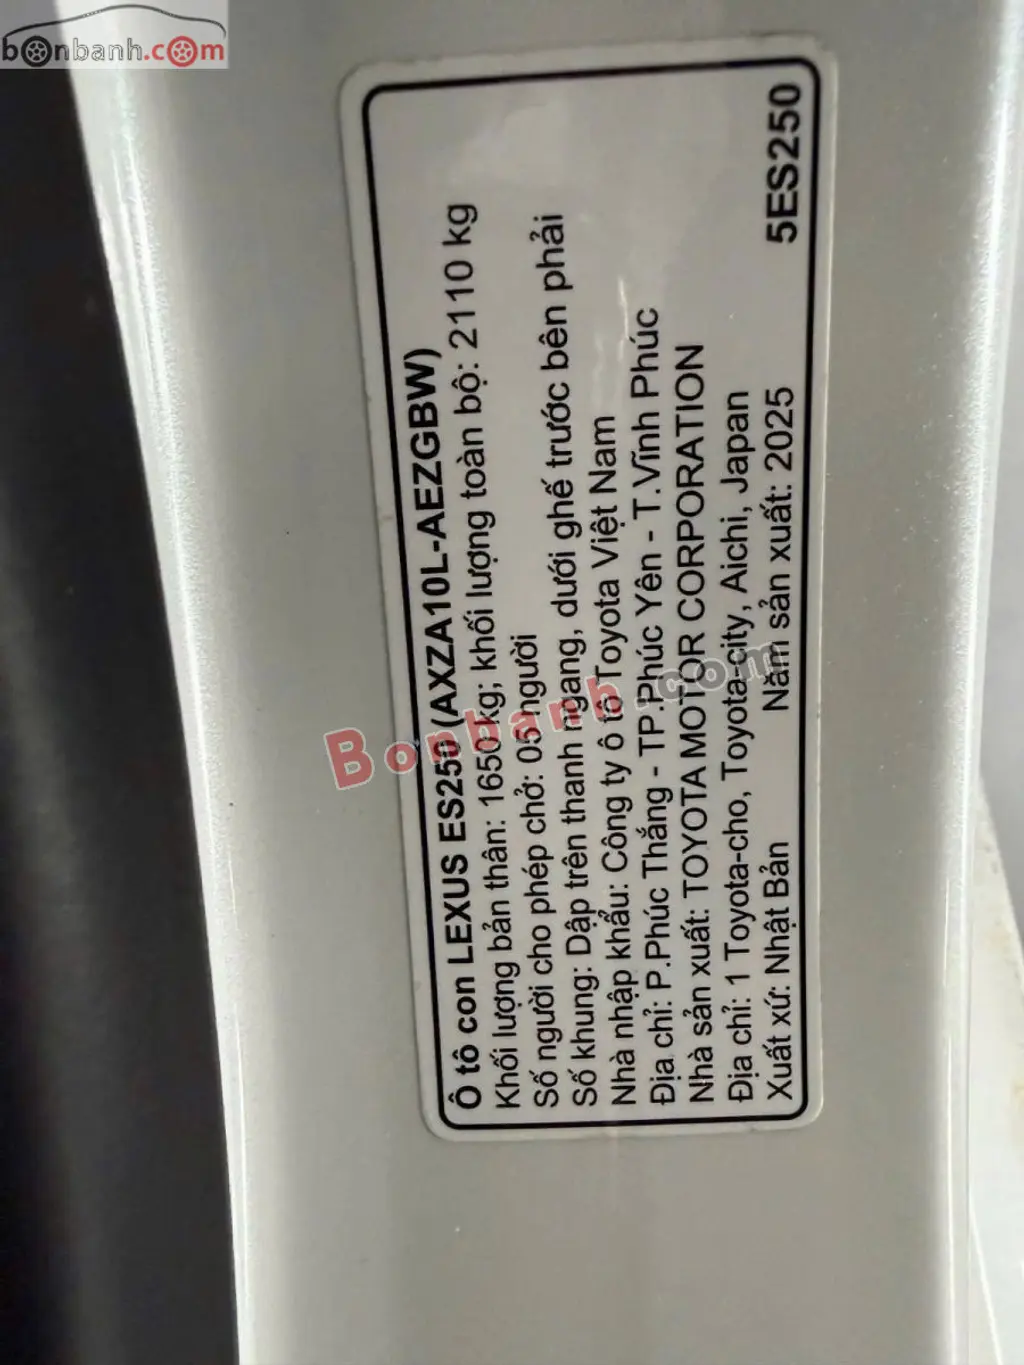 bonbanh.com
Ô tô con LEXUS ES250 (AXZA10L-AEZGBW)
Khối lượng bản thân: 1650 kg; khối lượng toàn bộ: 2110 kg
Số người cho phép chở: 05 người
Số khung: Dập trên thanh ngang, dưới ghế trước bên phải
Nhà nhập khẩu: Công ty ô tô Toyota Việt Nam
Địa chỉ: P.Phúc Thắng - TP.Phúc Yên - T.Vĩnh Phúc
Nhà sản xuất: TOYOTA MOTOR CORPORATION
Địa chỉ: 1 Toyota-cho, Toyota-city, Aichi, Japan
Xuất xứ: Nhật Bản Năm sản xuất: 2025 5ES250
Bonbanh.com